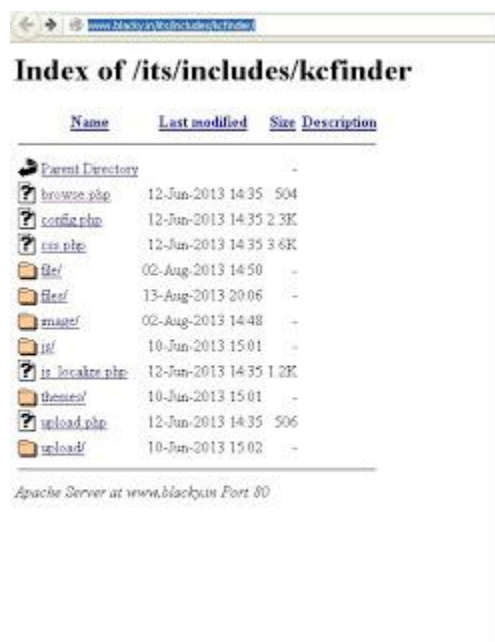 www.blacky.in/its/includes/kcfinder/
Index of /its/includes/kcfinder
Name Last modified Size Description
Parent Directory -
browse.php 12-Jun-2013 14:35 504
config.php 12-Jun-2013 14:35 2.3K
css.php 12-Jun-2013 14:35 3.6K
file/ 02-Aug-2013 14:50 -
files/ 13-Aug-2013 20:06 -
image/ 02-Aug-2013 14:48 -
js/ 10-Jun-2013 15:01 -
js_localize.php 12-Jun-2013 14:35 1.2K
themes/ 10-Jun-2013 15:01 -
upload.php 12-Jun-2013 14:35 506
upload/ 10-Jun-2013 15:02 -
Apache Server at www.blacky.in Port 80